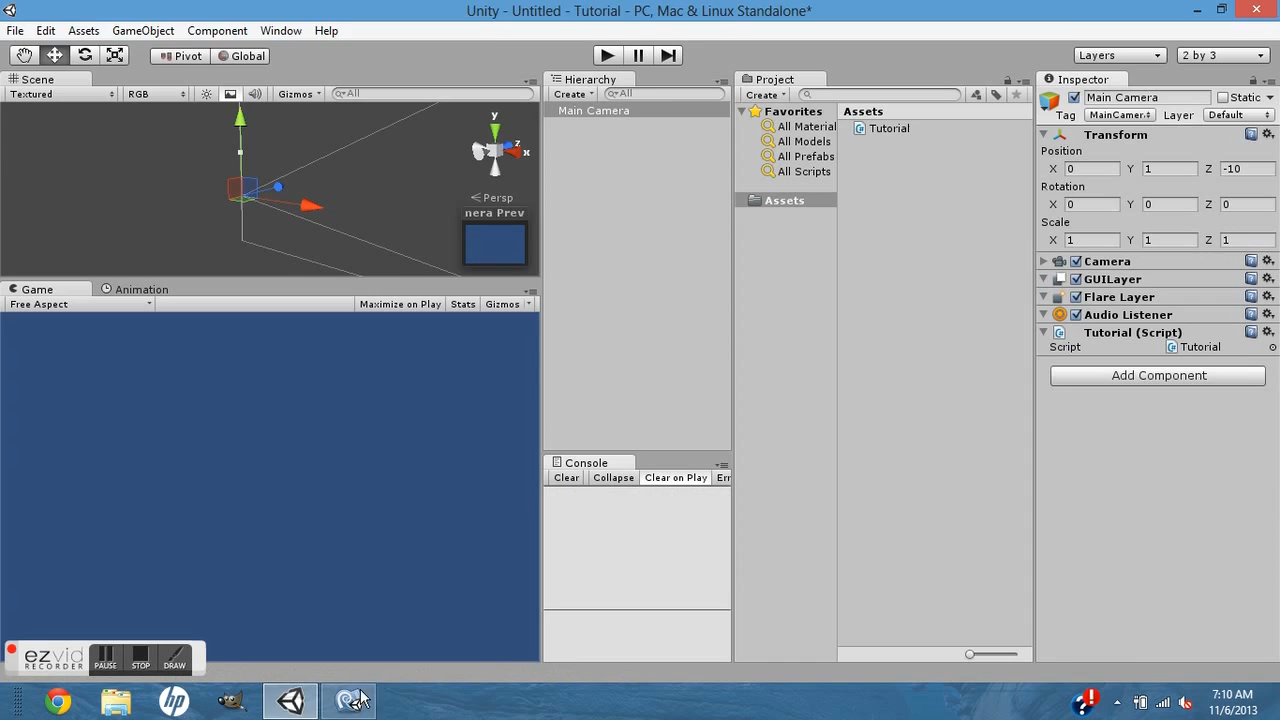 Unity - Untitled - Tutorial - PC, Mac & Linux Standalone*
File Edit Assets GameObject Component Window Help
Pivot Global Layers 2 by 3
Scene
Textured RGB Gizmos All
y
z
x
Persp
nera Prev
Game Animation
Free Aspect Maximize on Play Stats Gizmos
Hierarchy
Create All
Main Camera
Console
Clear Collapse Clear on Play Err
Project
Create
Favorites
All Material
All Models
All Prefabs
All Scripts
Assets
Assets
Tutorial
Inspector
Main Camera Static
Tag MainCamera Layer Default
Transform
Position
X 0 Y 1 Z -10
Rotation
X 0 Y 0 Z 0
Scale
X 1 Y 1 Z 1
Camera
GUILayer
Flare Layer
Audio Listener
Tutorial (Script)
Script Tutorial
Add Component
ezvid
RECORDER
PAUSE STOP DRAW
hp
7:10 AM
11/6/2013